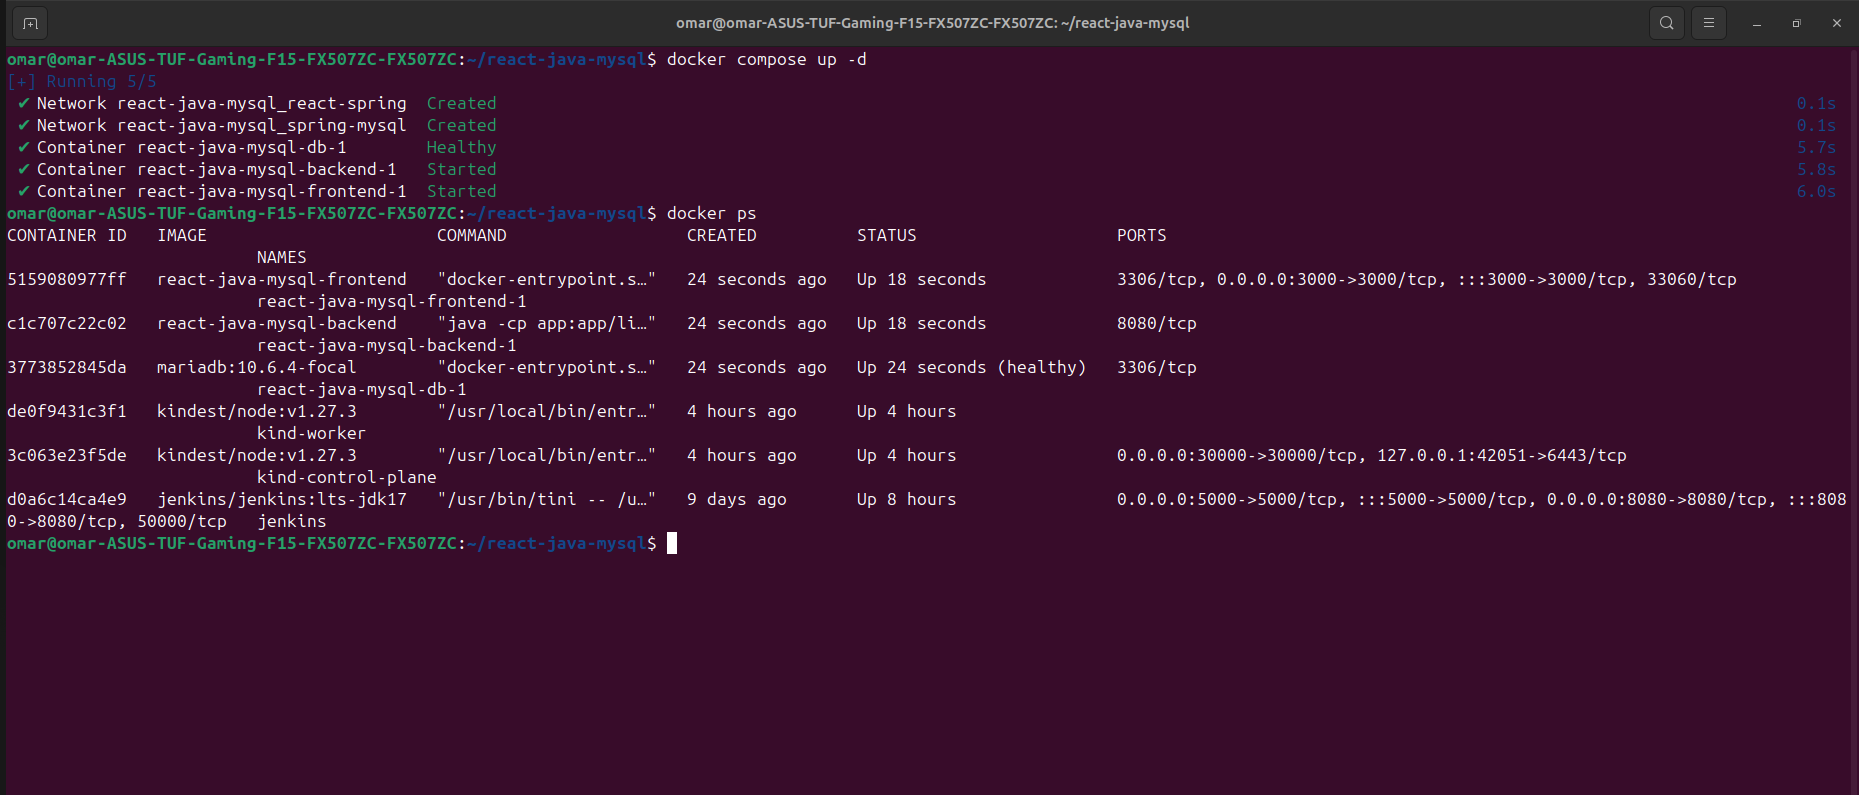 omar@omar-ASUS-TUF-Gaming-F15-FX507ZC-FX507ZC: ~/react-java-mysql
omar@omar-ASUS-TUF-Gaming-F15-FX507ZC-FX507ZC:~/react-java-mysql$ docker compose up -d
[+] Running 5/5
✔ Network react-java-mysql_react-spring  Created 0.1s
✔ Network react-java-mysql_spring-mysql  Created 0.1s
✔ Container react-java-mysql-db-1        Healthy 5.7s
✔ Container react-java-mysql-backend-1   Started 5.8s
✔ Container react-java-mysql-frontend-1  Started 6.0s
omar@omar-ASUS-TUF-Gaming-F15-FX507ZC-FX507ZC:~/react-java-mysql$ docker ps
CONTAINER ID   IMAGE                       COMMAND                  CREATED          STATUS                    PORTS
NAMES
5159080977ff   react-java-mysql-frontend   "docker-entrypoint.s…"   24 seconds ago   Up 18 seconds             3306/tcp, 0.0.0.0:3000->3000/tcp, :::3000->3000/tcp, 33060/tcp
react-java-mysql-frontend-1
c1c707c22c02   react-java-mysql-backend    "java -cp app:app/li…"   24 seconds ago   Up 18 seconds             8080/tcp
react-java-mysql-backend-1
3773852845da   mariadb:10.6.4-focal        "docker-entrypoint.s…"   24 seconds ago   Up 24 seconds (healthy)   3306/tcp
react-java-mysql-db-1
de0f9431c3f1   kindest/node:v1.27.3        "/usr/local/bin/entr…"   4 hours ago      Up 4 hours
kind-worker
3c063e23f5de   kindest/node:v1.27.3        "/usr/local/bin/entr…"   4 hours ago      Up 4 hours                0.0.0.0:30000->30000/tcp, 127.0.0.1:42051->6443/tcp
kind-control-plane
d0a6c14ca4e9   jenkins/jenkins:lts-jdk17   "/usr/bin/tini -- /u…"   9 days ago       Up 8 hours                0.0.0.0:5000->5000/tcp, :::5000->5000/tcp, 0.0.0.0:8080->8080/tcp, :::808
0->8080/tcp, 50000/tcp   jenkins
omar@omar-ASUS-TUF-Gaming-F15-FX507ZC-FX507ZC:~/react-java-mysql$